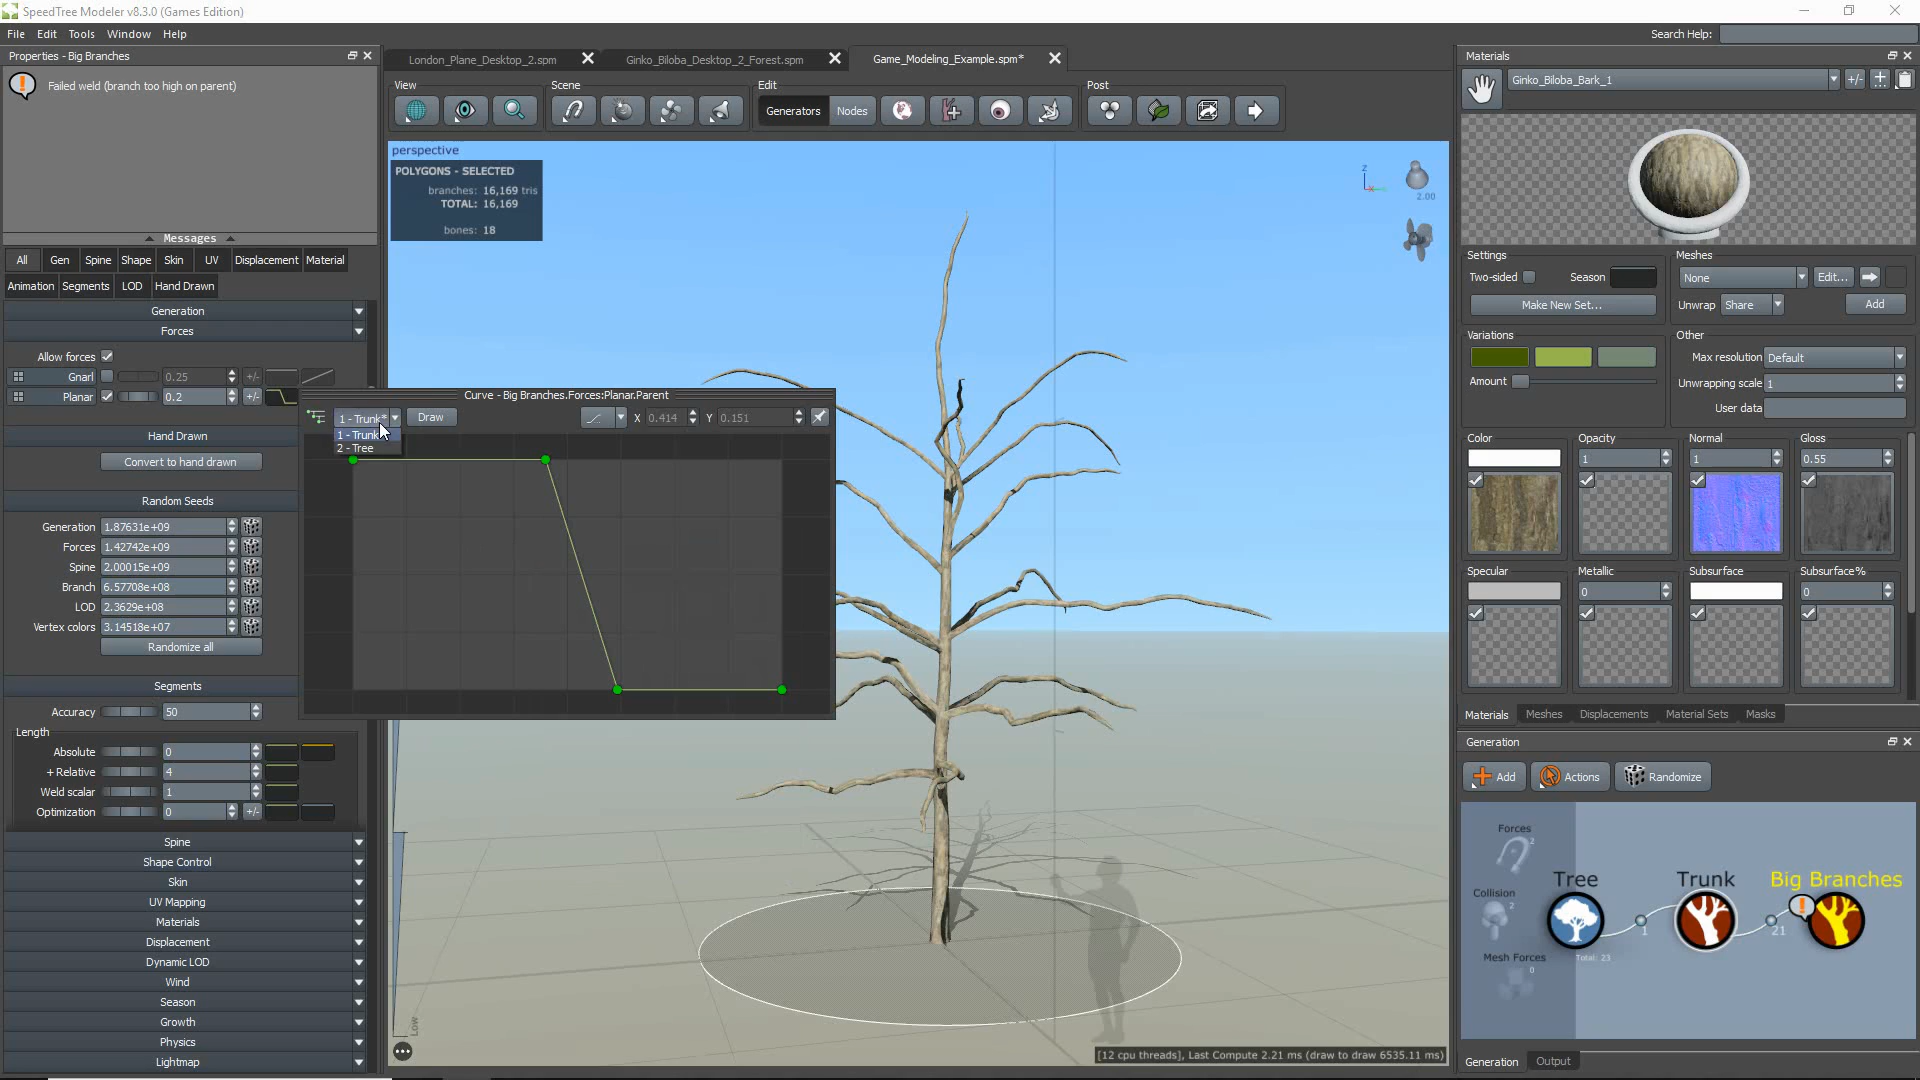 SpeedTree Modeler v8.3.0 (Games Edition)
File Edit Tools Window Help
Search Help:
Properties - Big Branches
Failed weld (branch too high on parent)
Messages
All Gen Spine Shape Skin UV Displacement Material
Animation Segments LOD Hand Drawn
Generation
Forces
Allow forces
Gnarl 0.25 +/-
Planar 0.2 +/-
Hand Drawn
Convert to hand drawn
Random Seeds
Generation 1.87631e+09
Forces 1.42742e+09
Spine 2.00015e+09
Branch 6.57708e+08
LOD 2.3629e+08
Vertex colors 3.14518e+07
Randomize all
Segments
Accuracy 50
Length
Absolute 0
+ Relative 4
Weld scalar 1
Optimization 0 +/-
Spine
Shape Control
Skin
UV Mapping
Materials
Displacement
Dynamic LOD
Wind
Season
Growth
Physics
Lightmap
London_Plane_Desktop_2.spm
Ginko_Biloba_Desktop_2_Forest.spm
Game_Modeling_Example.spm*
View
Scene
Edit
Post
Generators Nodes
perspective
POLYGONS - SELECTED
branches: 16,169 tris
TOTAL: 16,169
bones: 18
z
x
2.00
Curve - Big Branches.Forces:Planar.Parent
1 - Trunk* Draw X 0.414 Y 0.151
1 - Trunk
2 - Tree
Low
[12 cpu threads], Last Compute 2.21 ms (draw to draw 6535.11 ms)
Materials
Ginko_Biloba_Bark_1 +/-
Settings
Two-sided Season
Make New Set...
Meshes
None Edit...
Unwrap Share Add
Variations
Amount
Other
Max resolution Default
Unwrapping scale 1
User data
Color Opacity Normal Gloss
1 1 0.55
Specular Metallic Subsurface Subsurface%
0 0
Materials Meshes Displacements Material Sets Masks
Generation
Add Actions Randomize
Forces
2
Collision
2
Mesh Forces
0
Tree
Trunk
Big Branches
1
21
Total: 23
Generation Output